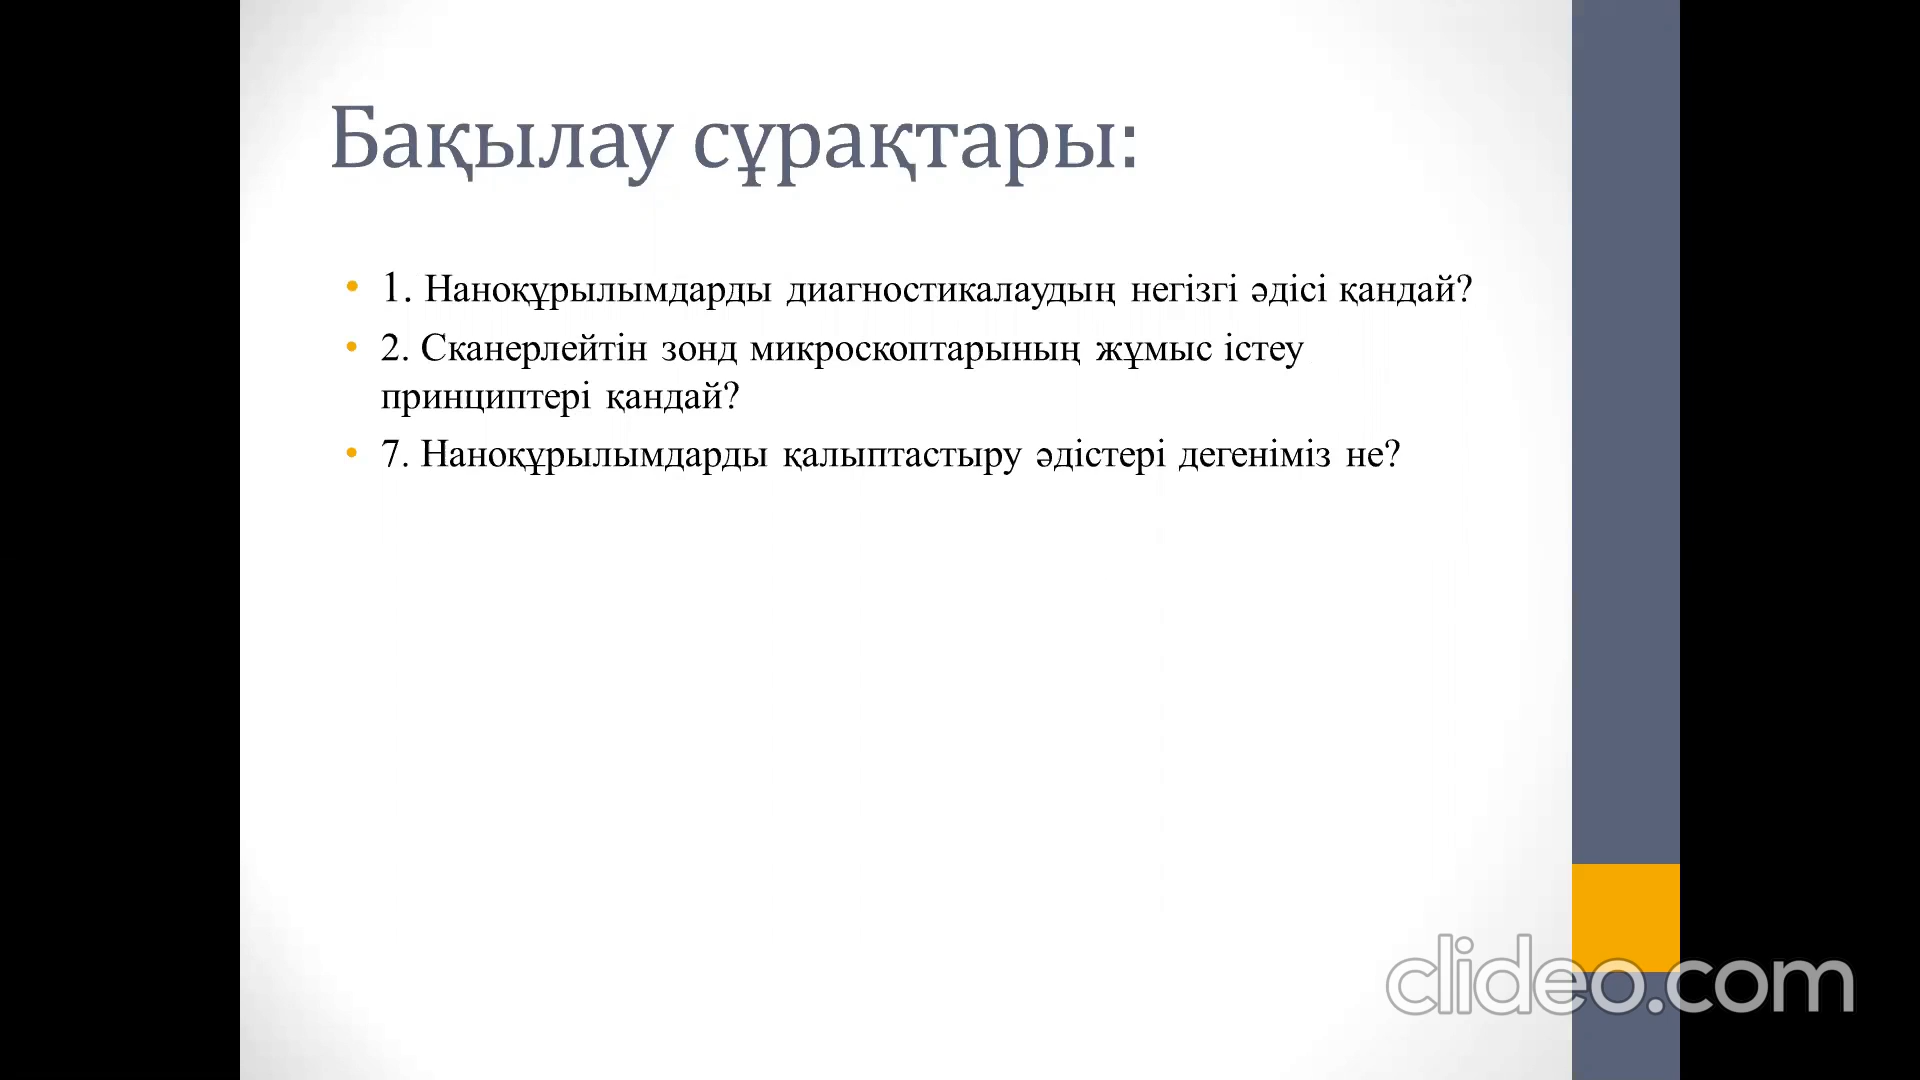 Бақылау сұрақтары:
• 1. Наноқұрылымдарды диагностикалаудың негізгі әдісі қандай?
• 2. Сканерлейтін зонд микроскоптарының жұмыс істеу
принциптері қандай?
• 7. Наноқұрылымдарды қалыптастыру әдістері дегеніміз не?
clideo.com